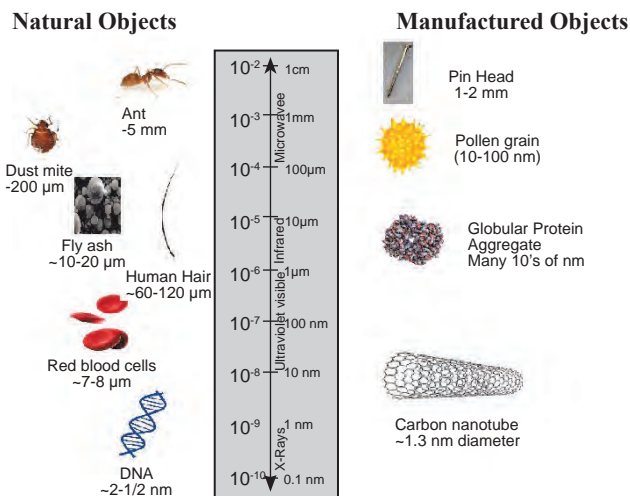 Natural Objects
Manufactured Objects
Ant
-5 mm
Dust mite
-200 µm
Fly ash
~10-20 µm
Human Hair
~60-120 µm
Red blood cells
~7-8 µm
DNA
~2-1/2 nm
10-2 1cm
10-3 1mm
10-4 100µm
10-5 10µm
10-6 1µm
10-7 100 nm
10-8 10 nm
10-9 1 nm
10-10 0.1 nm
Microwavee
Infrared
Ultraviolet visible,
X-Rays
Pin Head
1-2 mm
Pollen grain
(10-100 nm)
Globular Protein
Aggregate
Many 10's of nm
Carbon nanotube
~1.3 nm diameter